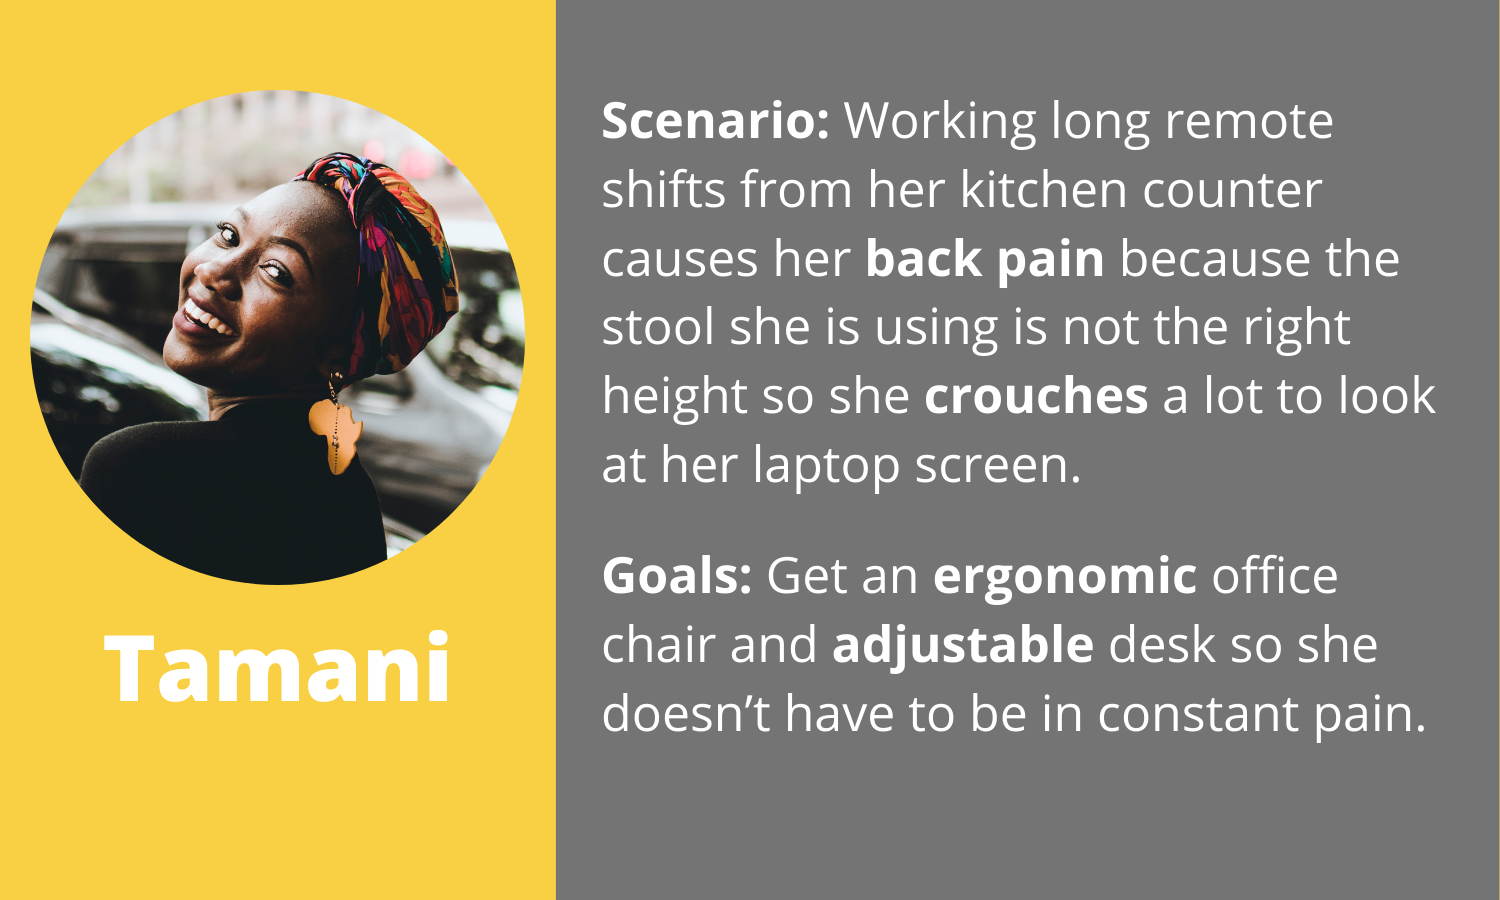 Scenario: Working long remote
shifts from her kitchen counter
causes her back pain because the
stool she is using is not the right
height so she crouches a lot to look
at her laptop screen.
Goals: Get an ergonomic office
chair and adjustable desk so she
doesn’t have to be in constant pain.
Tamani